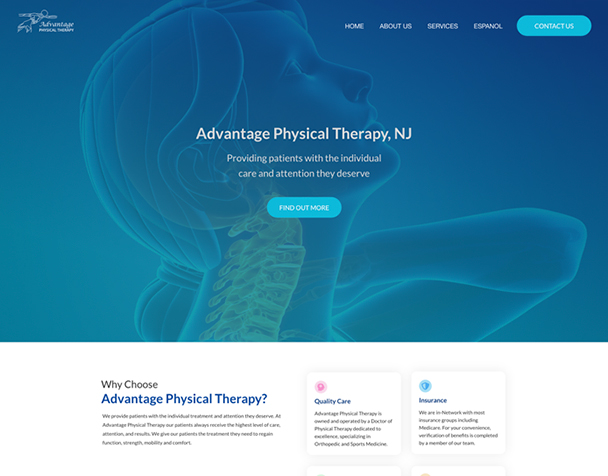 Advantage
PHYSICAL THERAPY
HOME ABOUT US SERVICES ESPANOL CONTACT US
Advantage Physical Therapy, NJ
Providing patients with the individual
care and attention they deserve
FIND OUT MORE
Why Choose
Advantage Physical Therapy?
We provide patients with the individual treatment and attention they deserve. At
Advantage Physical Therapy our patients always receive the highest level of care,
attention, and results. We give our patients the treatment they need to regain
function, strength, mobility and comfort.
Quality Care
Advantage Physical Therapy is
owned and operated by a Doctor of
Physical Therapy dedicated to
excellence, specializing in
Orthopedic and Sports Medicine.
Insurance
We are in-Network with most
insurance groups including
Medicare. For your convenience,
verification of benefits is completed
by a member of our team.